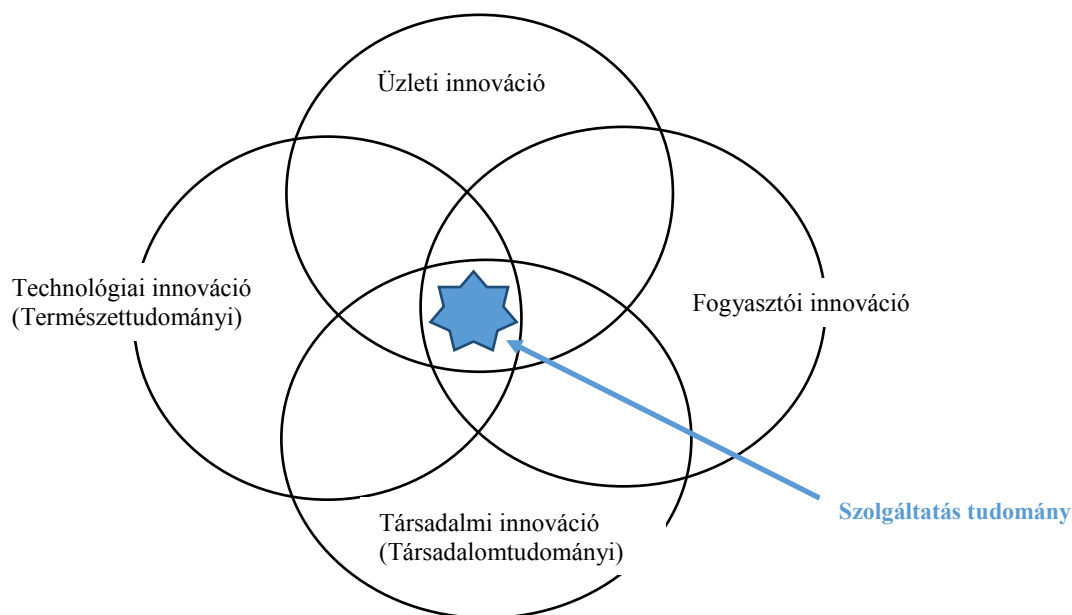 Üzleti innováció
Technológiai innováció
(Természettudományi)
Fogyasztói innováció
Szolgáltatás tudomány
Társadalmi innováció
(Társadalomtudományi)